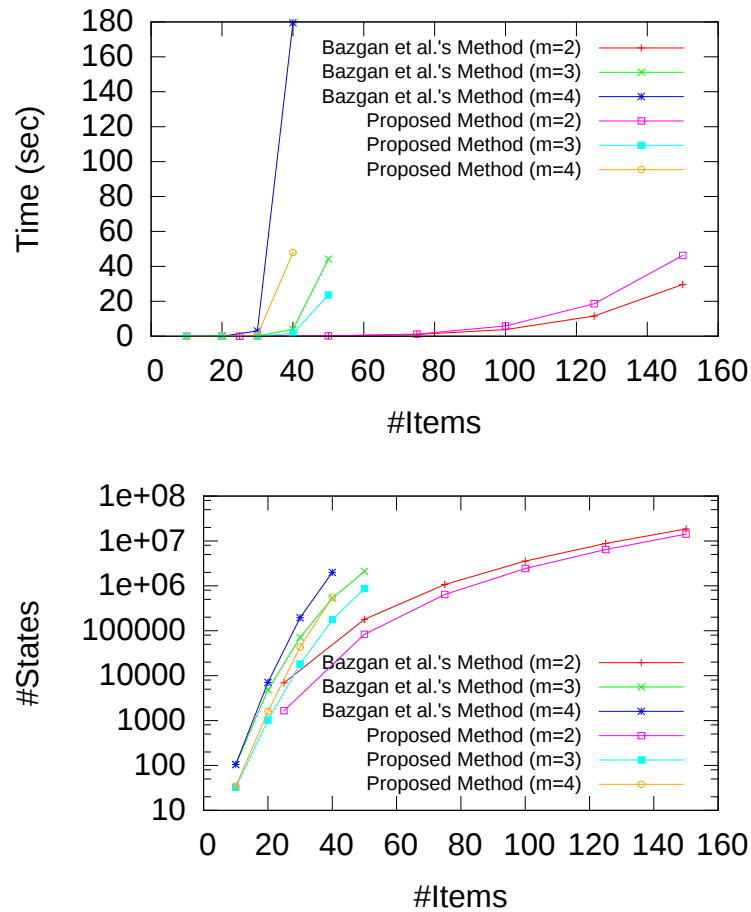 180
160
140
120
100
80
60
40
20
0
Time (sec)
Bazgan et al.'s Method (m=2)
Bazgan et al.'s Method (m=3)
Bazgan et al.'s Method (m=4)
Proposed Method (m=2)
Proposed Method (m=3)
Proposed Method (m=4)
0 20 40 60 80 100 120 140 160
#Items
1e+08
1e+07
1e+06
100000
10000
1000
100
10
#States
Bazgan et al.'s Method (m=2)
Bazgan et al.'s Method (m=3)
Bazgan et al.'s Method (m=4)
Proposed Method (m=2)
Proposed Method (m=3)
Proposed Method (m=4)
0 20 40 60 80 100 120 140 160
#Items